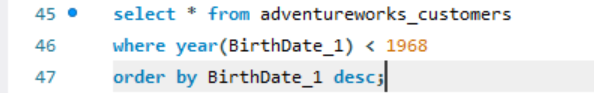 45 select * from adventureworks_customers
46 where year(BirthDate_1) < 1968
47 order by BirthDate_1 desc;